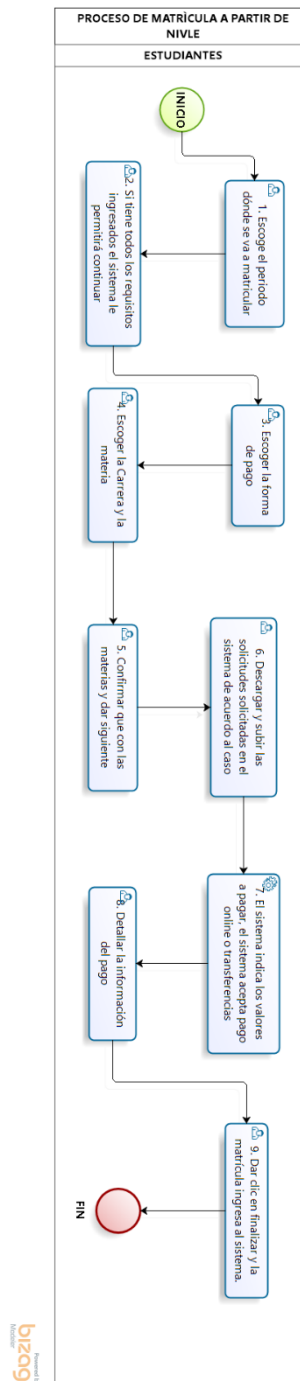 PROCESO DE MATRÌCULA A PARTIR DE
NIVLE
ESTUDIANTES
INICIO
1. Escoge el periodo
dónde se va a matricular
2. Si tiene todos los requisitos
ingresados el sistema le
permitirá continuar
3. Escoger la forma
de pago
4. Escoger la Carrera y la
materia
5. Confirmar que con las
materias y dar siguiente
6. Descargar y subir las
solicitudes solicitadas en el
sistema de acuerdo al caso
7. El sistema indica los valores
a pagar, el sistema acepta pago
online o transferencias
8. Detallar la información
del pago
9. Dar clic en finalizar y la
matrícula ingresa al sistema.
FIN
Powered by
bizagi
Modeler